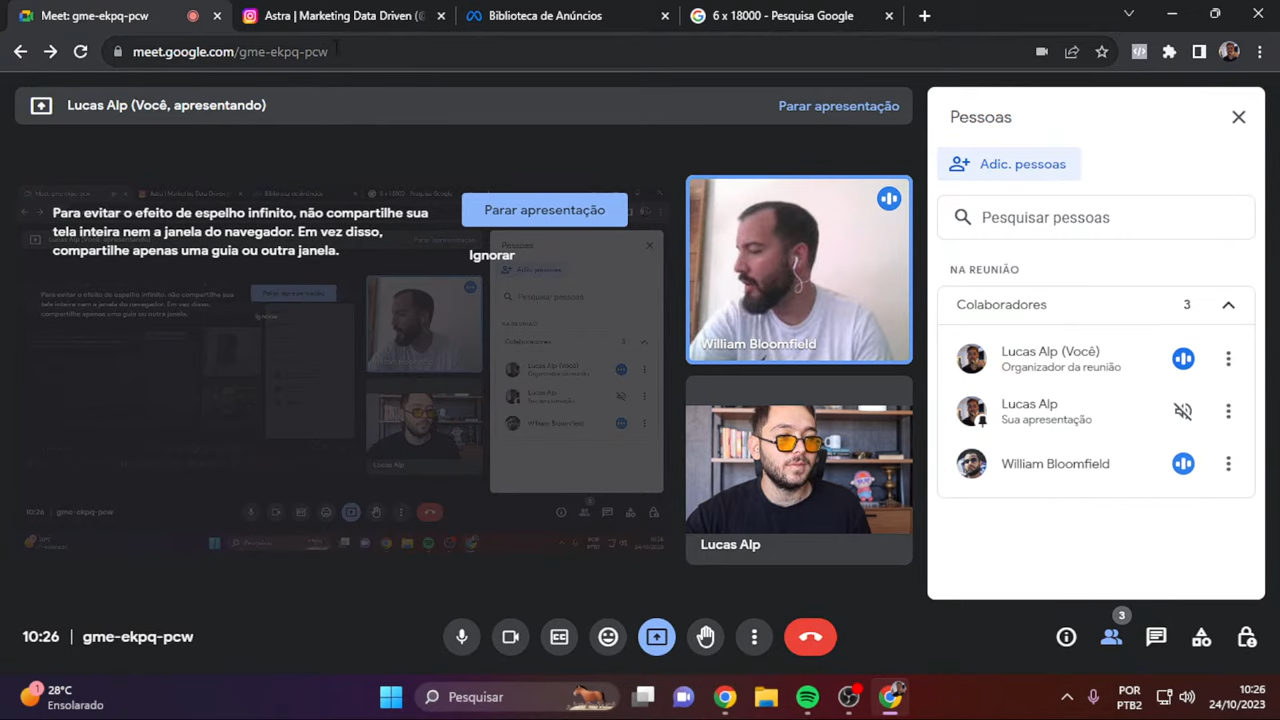 Meet: gme-ekpq-pcw
Astra | Marketing Data Driven (
Biblioteca de Anúncios
6 x 18000 - Pesquisa Google
meet.google.com/gme-ekpq-pcw
Lucas Alp (Você, apresentando)
Parar apresentação
Para evitar o efeito de espelho infinito, não compartilhe sua
tela inteira nem a janela do navegador. Em vez disso,
compartilhe apenas uma guia ou outra janela.
Parar apresentação
Ignorar
William Bloomfield
Lucas Alp
Pessoas
Adic. pessoas
Pesquisar pessoas
NA REUNIÃO
Colaboradores 3
Lucas Alp (Você)
Organizador da reunião
Lucas Alp
Sua apresentação
William Bloomfield
10:26 | gme-ekpq-pcw
3
1
28°C
Ensolarado
Pesquisar
POR
PTB2
10:26
24/10/2023